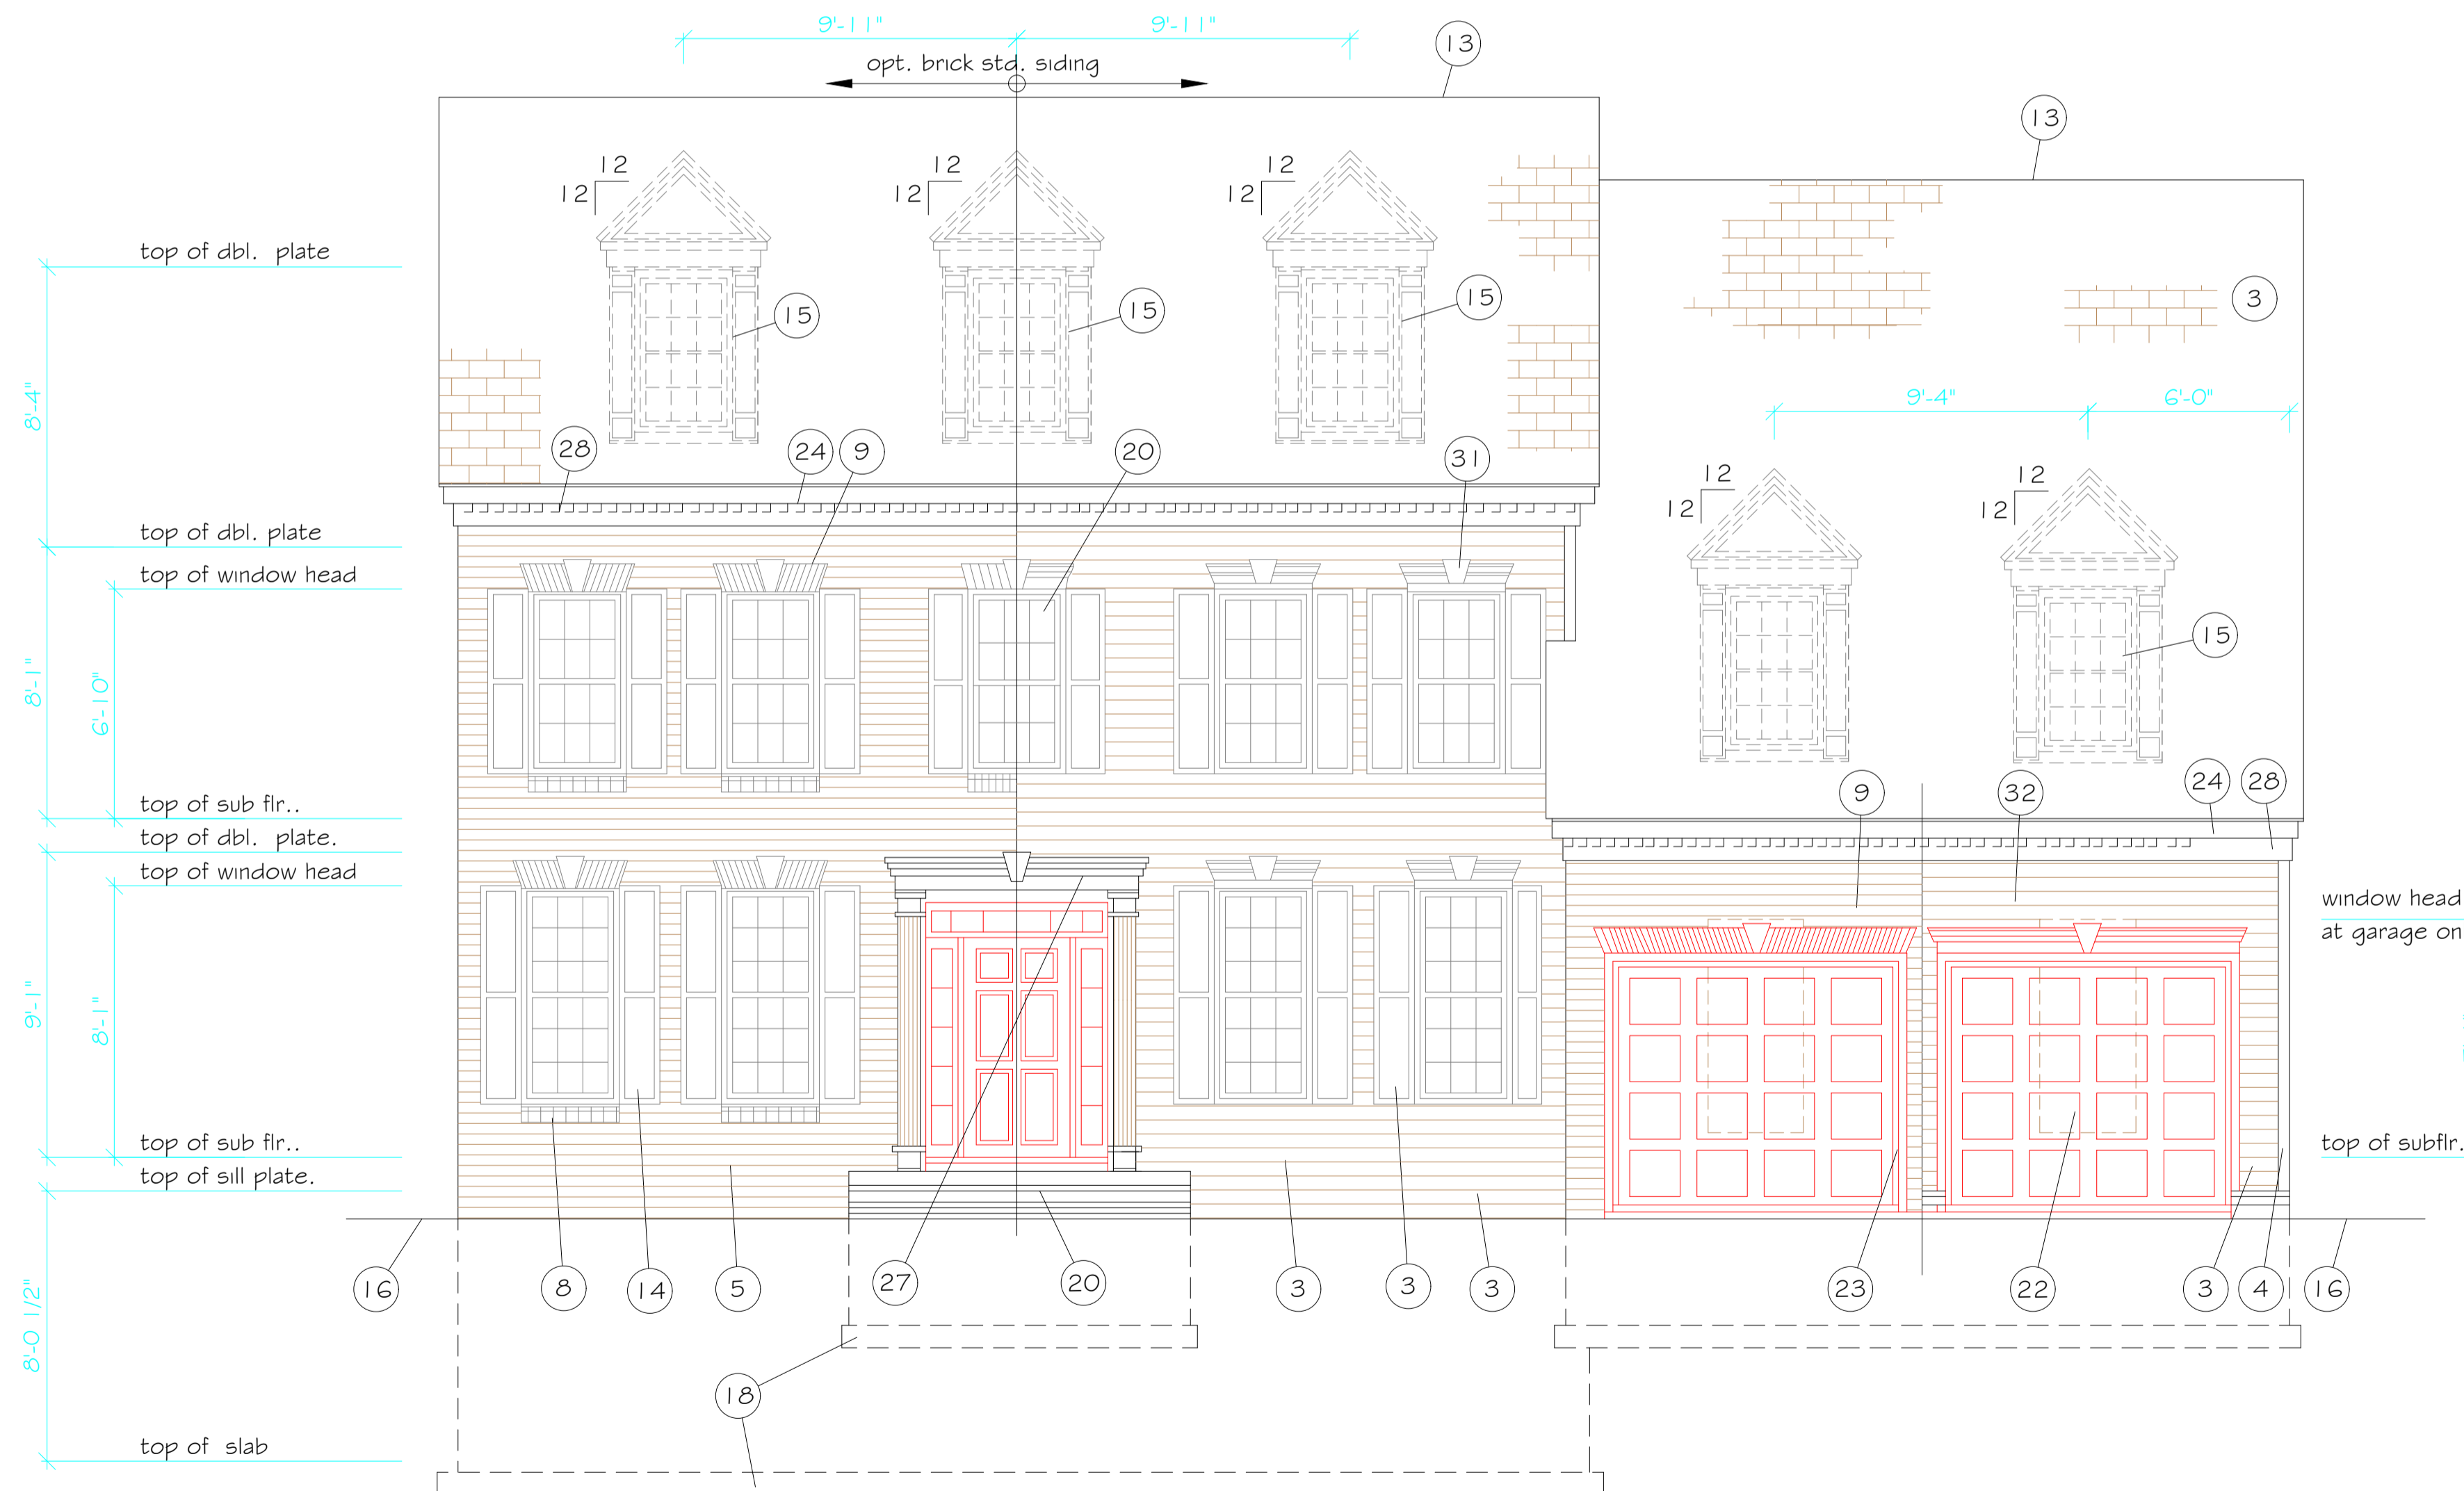 9'-11" 9'-11"
opt. brick std. siding
13
13
12 12 12
12 12 12
top of dbl. plate
15 15 15
3
8'-4"
9'-4" 6'-0"
28 24 9 20 31
12 12
12 12
top of dbl. plate
top of window head
15
8'-1"
6'-10"
9 32 24 28
top of sub flr..
top of dbl. plate.
top of window head
window head
at garage on
9'-1"
8'-1"
top of sub flr..
top of subflr.
top of sill plate.
16 8 14 5 27 20 3 3 3 23 22 3 4 16
8'-0 1/2"
18
top of slab